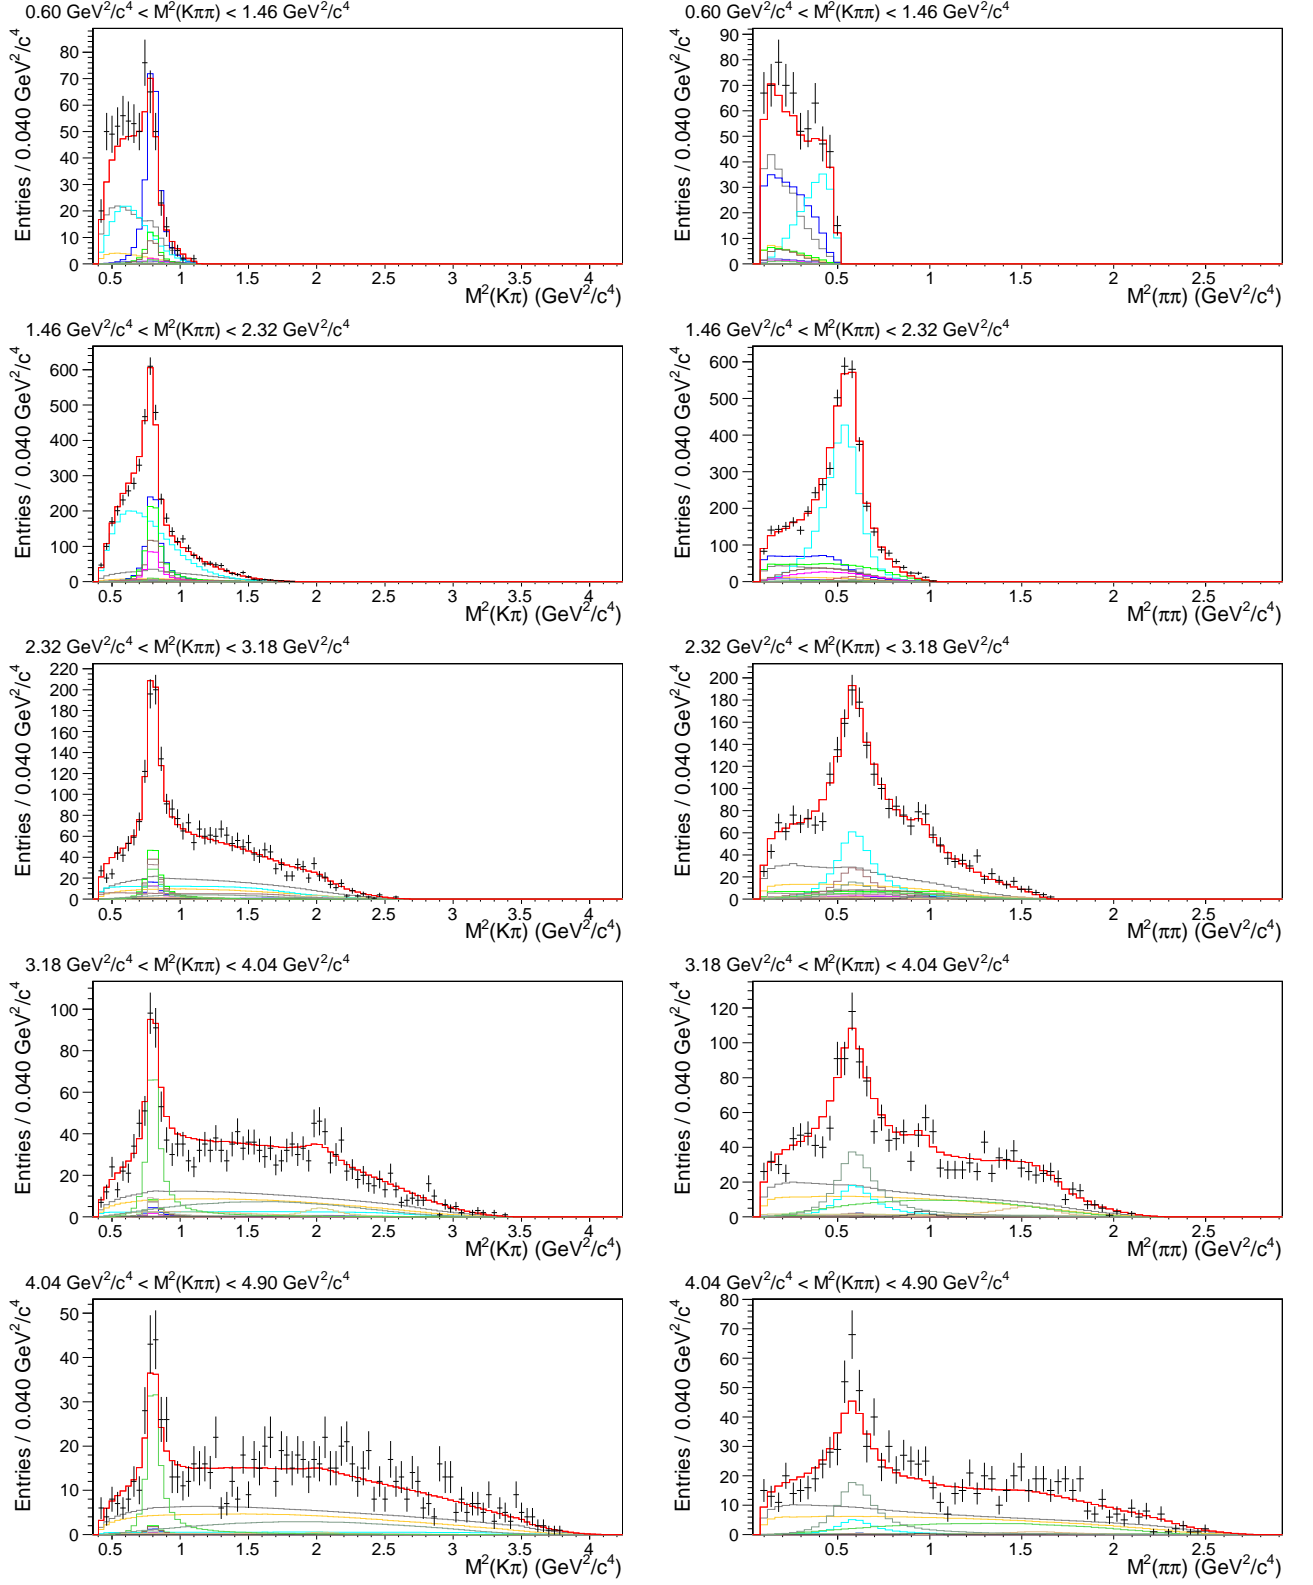 0.60 GeV²/c⁴ < M²(Kππ) < 1.46 GeV²/c⁴
Entries / 0.040 GeV²/c⁴
80
70
60
50
40
30
20
10
0
0.5 1 1.5 2 2.5 3 3.5 4
M²(Kπ) (GeV²/c⁴)
0.60 GeV²/c⁴ < M²(Kππ) < 1.46 GeV²/c⁴
Entries / 0.040 GeV²/c⁴
90
80
70
60
50
40
30
20
10
0
0.5 1 1.5 2 2.5
M²(ππ) (GeV²/c⁴)
1.46 GeV²/c⁴ < M²(Kππ) < 2.32 GeV²/c⁴
Entries / 0.040 GeV²/c⁴
600
500
400
300
200
100
0
0.5 1 1.5 2 2.5 3 3.5 4
M²(Kπ) (GeV²/c⁴)
1.46 GeV²/c⁴ < M²(Kππ) < 2.32 GeV²/c⁴
Entries / 0.040 GeV²/c⁴
600
500
400
300
200
100
0
0.5 1 1.5 2 2.5
M²(ππ) (GeV²/c⁴)
2.32 GeV²/c⁴ < M²(Kππ) < 3.18 GeV²/c⁴
Entries / 0.040 GeV²/c⁴
220
200
180
160
140
120
100
80
60
40
20
0
0.5 1 1.5 2 2.5 3 3.5 4
M²(Kπ) (GeV²/c⁴)
2.32 GeV²/c⁴ < M²(Kππ) < 3.18 GeV²/c⁴
Entries / 0.040 GeV²/c⁴
200
180
160
140
120
100
80
60
40
20
0
0.5 1 1.5 2 2.5
M²(ππ) (GeV²/c⁴)
3.18 GeV²/c⁴ < M²(Kππ) < 4.04 GeV²/c⁴
Entries / 0.040 GeV²/c⁴
100
80
60
40
20
0
0.5 1 1.5 2 2.5 3 3.5 4
M²(Kπ) (GeV²/c⁴)
3.18 GeV²/c⁴ < M²(Kππ) < 4.04 GeV²/c⁴
Entries / 0.040 GeV²/c⁴
120
100
80
60
40
20
0
0.5 1 1.5 2 2.5
M²(ππ) (GeV²/c⁴)
4.04 GeV²/c⁴ < M²(Kππ) < 4.90 GeV²/c⁴
Entries / 0.040 GeV²/c⁴
50
40
30
20
10
0
0.5 1 1.5 2 2.5 3 3.5 4
M²(Kπ) (GeV²/c⁴)
4.04 GeV²/c⁴ < M²(Kππ) < 4.90 GeV²/c⁴
Entries / 0.040 GeV²/c⁴
80
70
60
50
40
30
20
10
0
0.5 1 1.5 2 2.5
M²(ππ) (GeV²/c⁴)